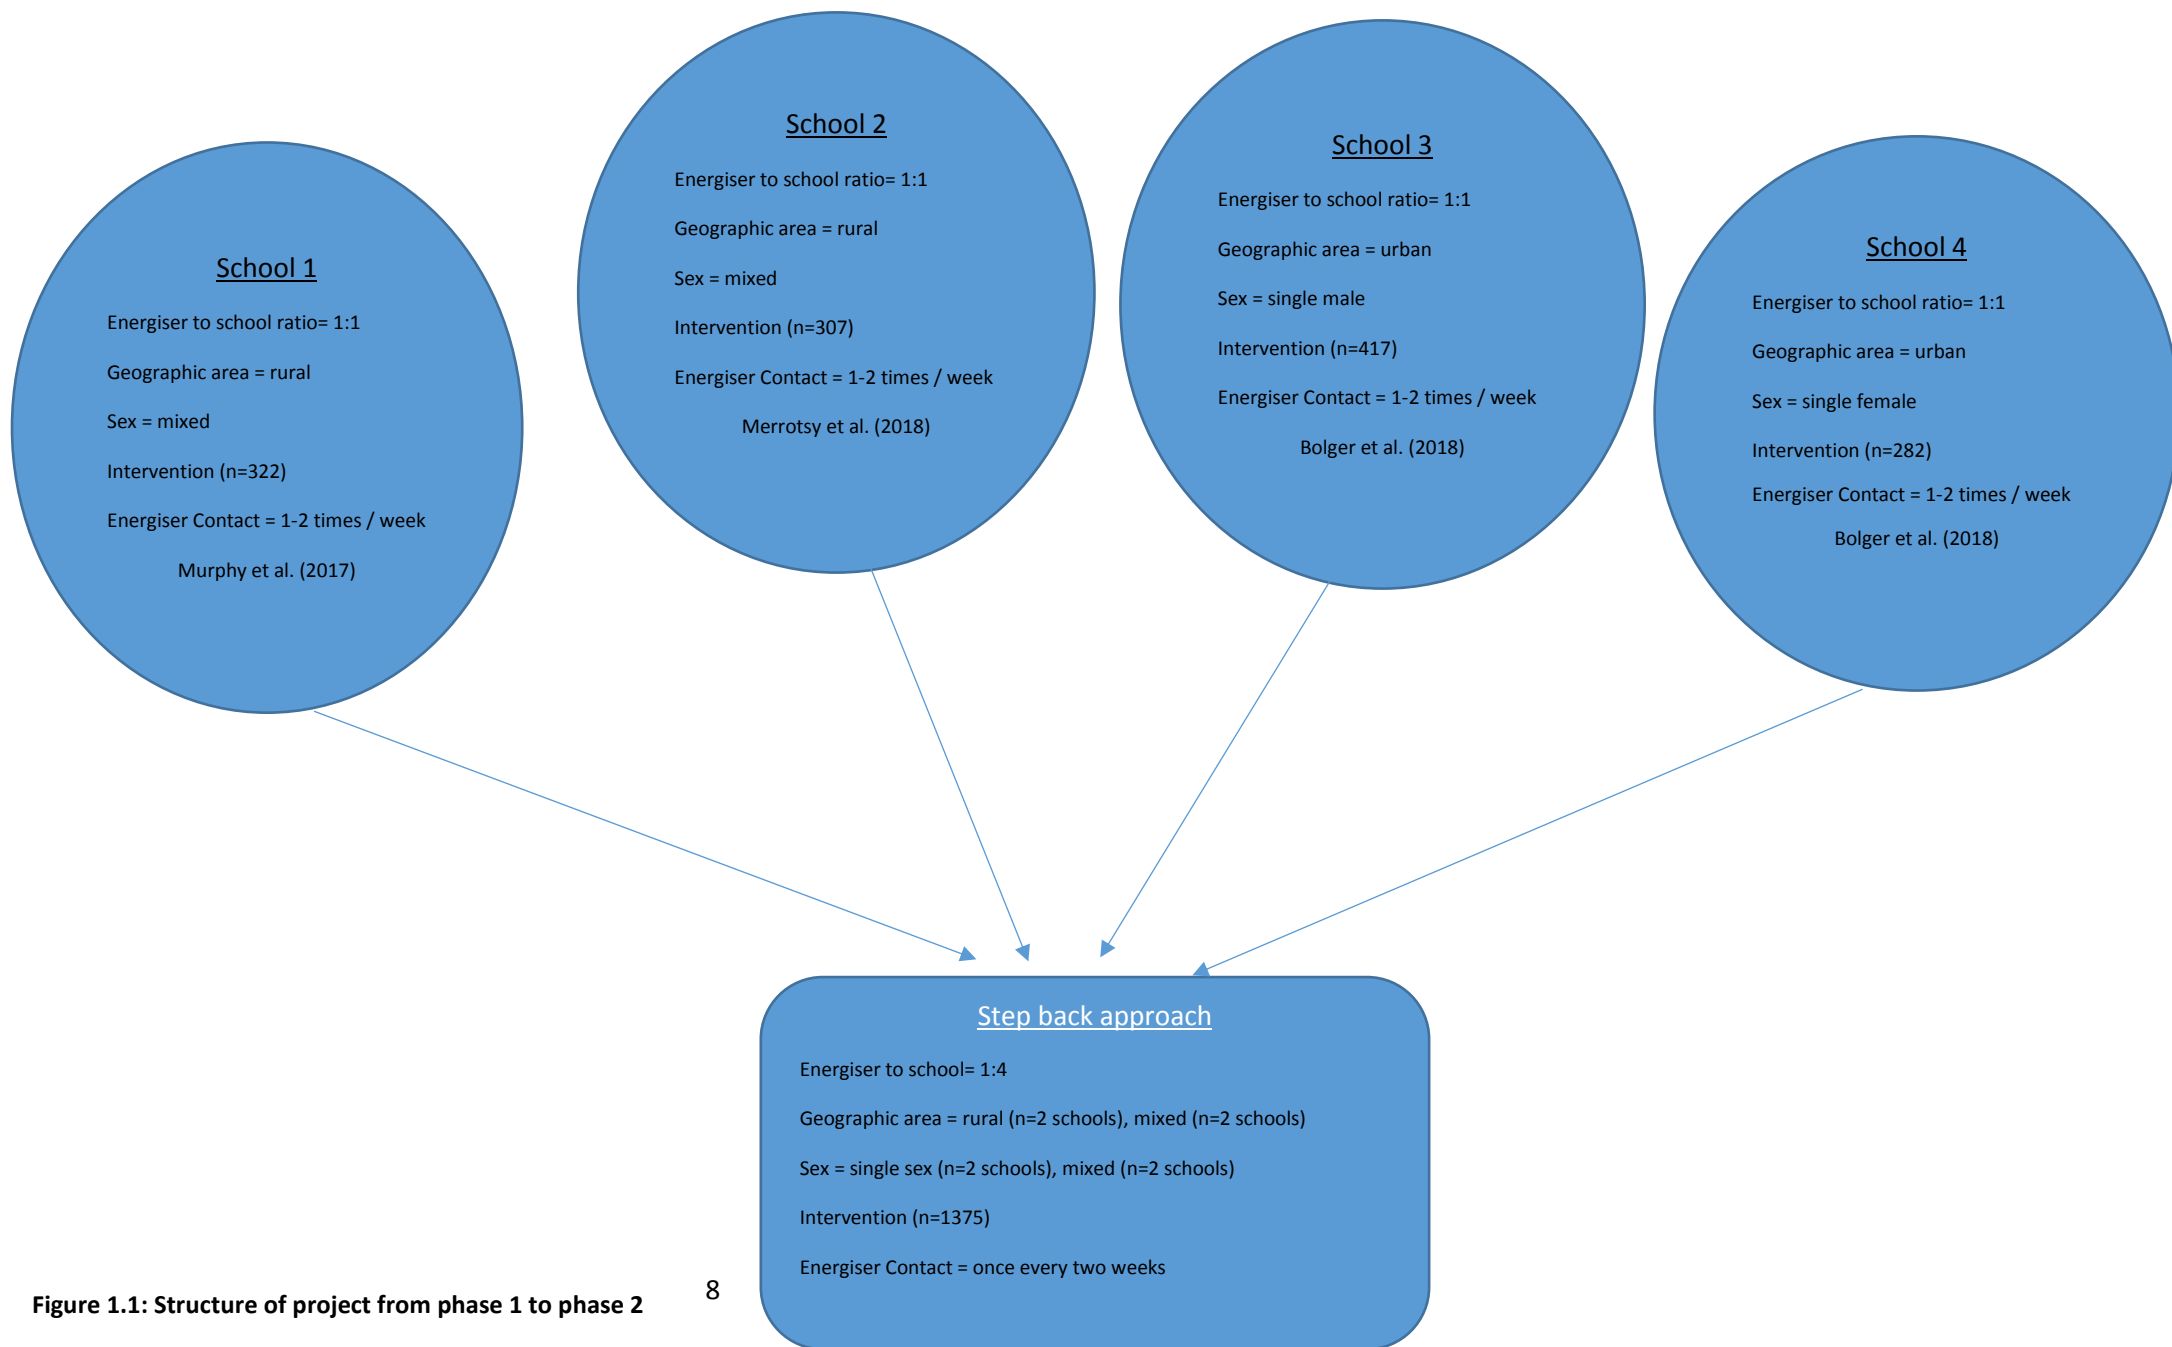 School 1
Energiser to school ratio= 1:1
Geographic area = rural
Sex = mixed
Intervention (n=322)
Energiser Contact = 1-2 times / week
Murphy et al. (2017)
School 2
Energiser to school ratio= 1:1
Geographic area = rural
Sex = mixed
Intervention (n=307)
Energiser Contact = 1-2 times / week
Merrotsy et al. (2018)
School 3
Energiser to school ratio= 1:1
Geographic area = urban
Sex = single male
Intervention (n=417)
Energiser Contact = 1-2 times / week
Bolger et al. (2018)
School 4
Energiser to school ratio= 1:1
Geographic area = urban
Sex = single female
Intervention (n=282)
Energiser Contact = 1-2 times / week
Bolger et al. (2018)
Step back approach
Energiser to school= 1:4
Geographic area = rural (n=2 schools), mixed (n=2 schools)
Sex = single sex (n=2 schools), mixed (n=2 schools)
Intervention (n=1375)
Energiser Contact = once every two weeks
Figure 1.1: Structure of project from phase 1 to phase 2
8